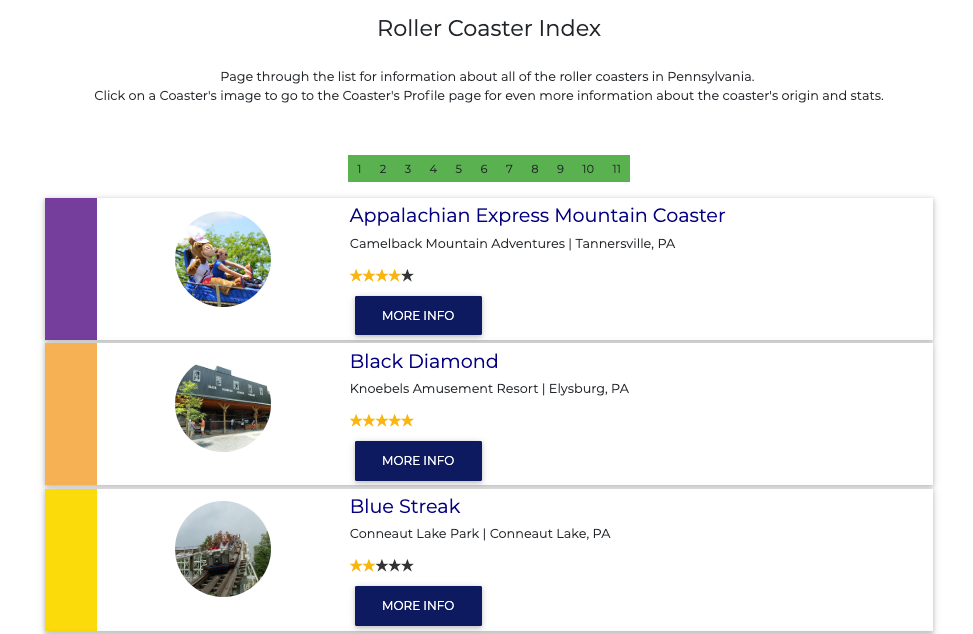 Roller Coaster Index
Page through the list for information about all of the roller coasters in Pennsylvania.
Click on a Coaster's image to go to the Coaster's Profile page for even more information about the coaster's origin and stats.
1 2 3 4 5 6 7 8 9 10 11
Appalachian Express Mountain Coaster
Camelback Mountain Adventures | Tannersville, PA
MORE INFO
Black Diamond
Knoebels Amusement Resort | Elysburg, PA
MORE INFO
Blue Streak
Conneaut Lake Park | Conneaut Lake, PA
MORE INFO